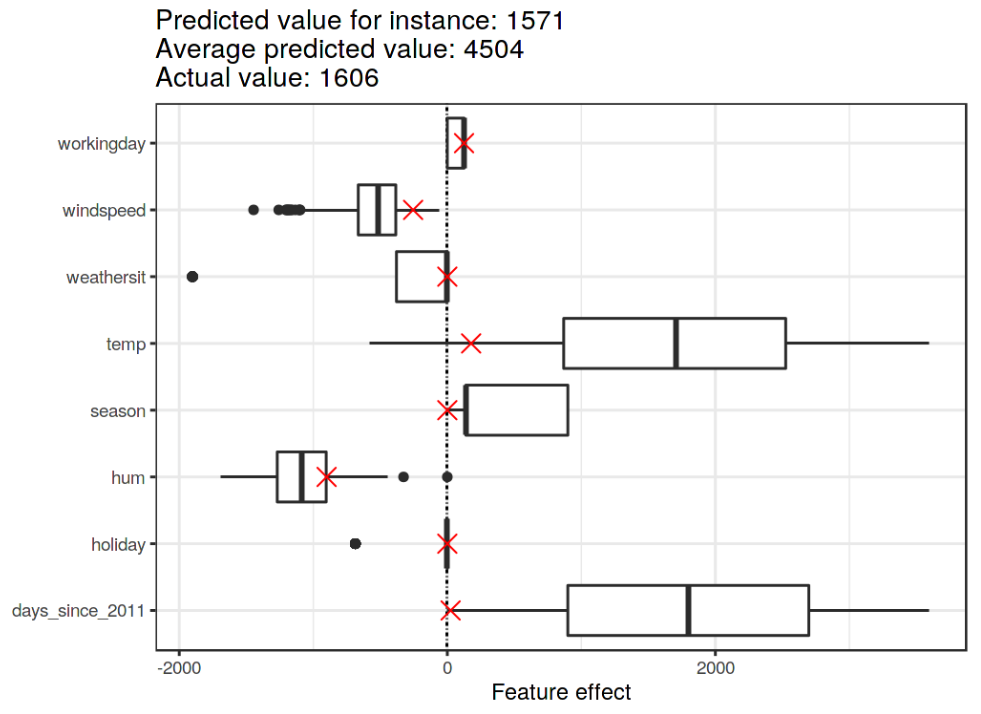 Predicted value for instance: 1571
Average predicted value: 4504
Actual value: 1606
workingday
windspeed
weathersit
temp
season
hum
holiday
days_since_2011
-2000
0
2000
Feature effect